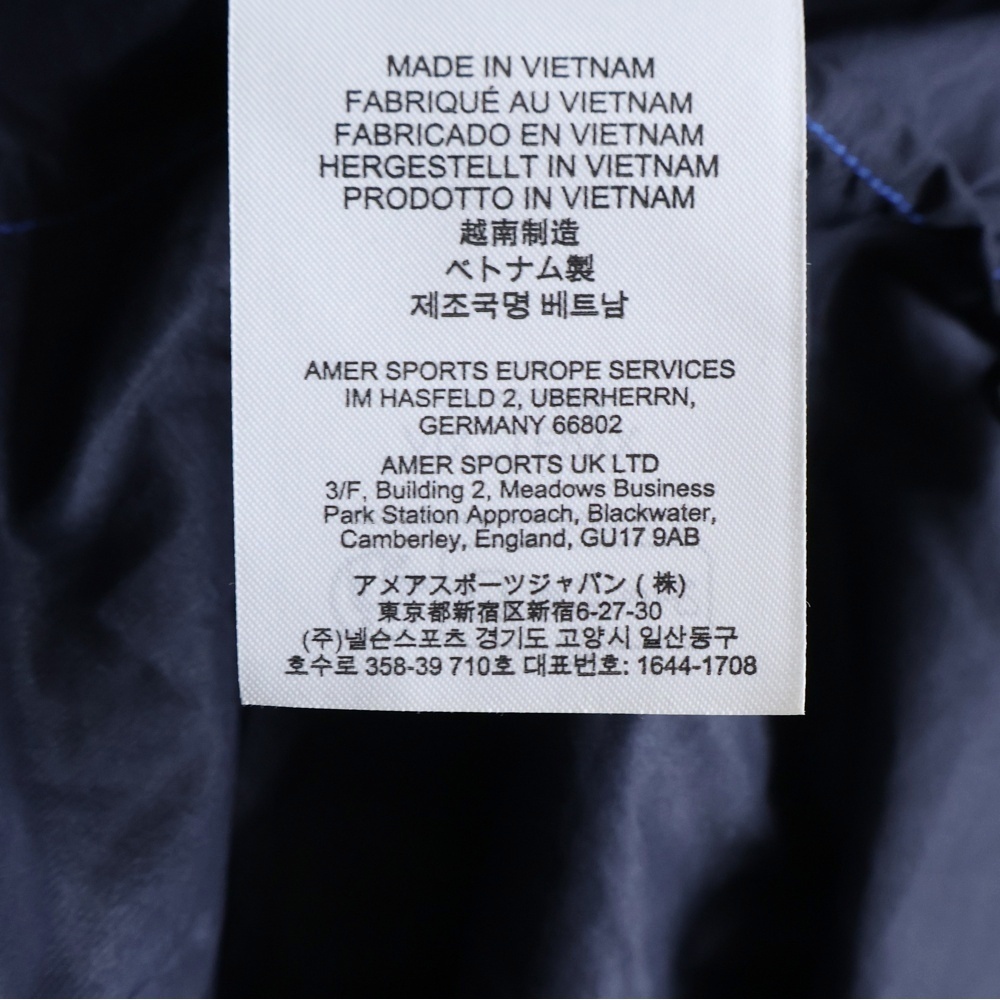 MADE IN VIETNAM
FABRIQUÉ AU VIETNAM
FABRICADO EN VIETNAM
HERGESTELLT IN VIETNAM
PRODOTTO IN VIETNAM
越南制造
ベトナム製
제조국명 베트남
AMER SPORTS EUROPE SERVICES
IM HASFELD 2, UBERHERRN,
GERMANY 66802
AMER SPORTS UK LTD
3/F, Building 2, Meadows Business
Park Station Approach, Blackwater,
Camberley, England, GU17 9AB
アメアスポーツジャパン (株)
東京都新宿区新宿6-27-30
(주)넬슨스포츠 경기도 고양시 일산동구
호수로 358-39 710호 대표번호: 1644-1708